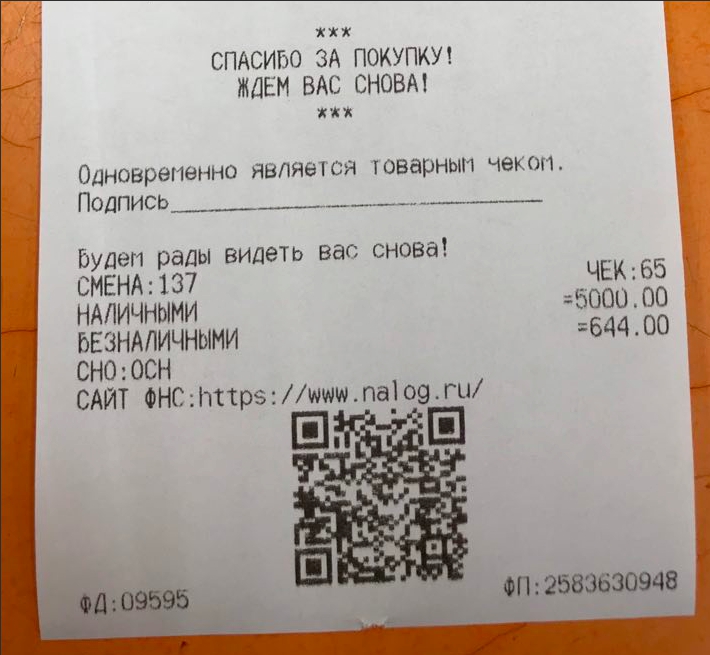 ***
СПАСИБО ЗА ПОКУПКУ!
ЖДЕМ ВАС СНОВА!
***
Одновременно является товарным чеком.
Подпись____________________
Будем рады видеть вас снова!
СМЕНА:137 ЧЕК:65
НАЛИЧНЫМИ =5000.00
БЕЗНАЛИЧНЫМИ =644.00
СНО:ОСН
САЙТ ФНС:https://www.nalog.ru/
ФД:09595 ФП:2583630948